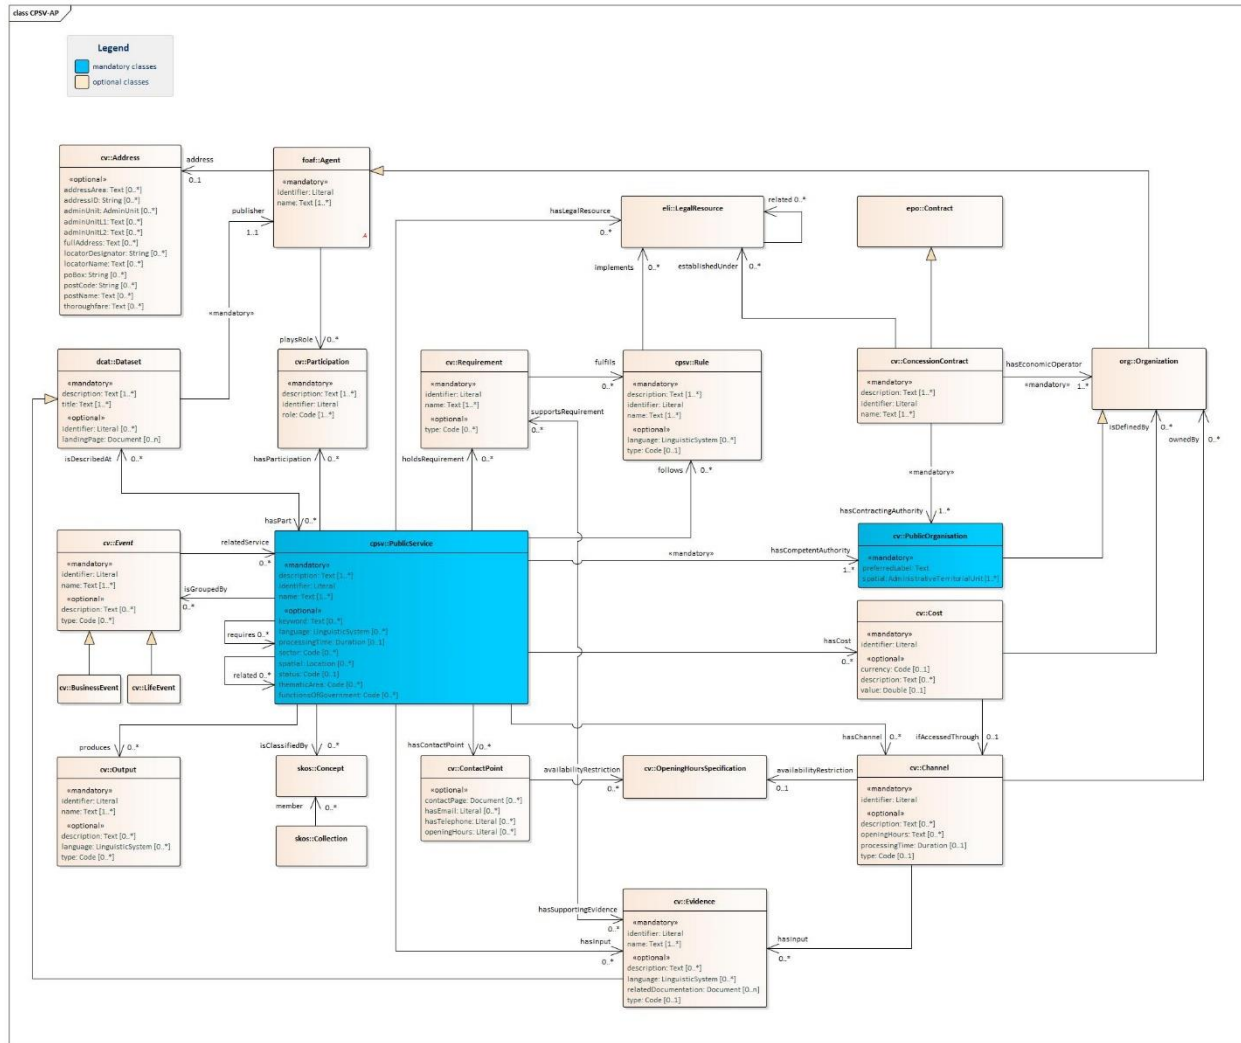 class CPSV-AP
Legend
mandatory classes
optional classes
cv::Address
«optional»
addressArea: Text [0..*]
addressID: String [0..*]
adminUnit: AdminUnit [0..*]
adminUnitL1: Text [0..*]
adminUnitL2: Text [0..*]
fullAddress: Text [0..*]
locatorDesignator: String [0..*]
locatorName: Text [0..*]
poBox: String [0..*]
postCode: String [0..*]
postName: Text [0..*]
thoroughfare: Text [0..*]
address
0..1
foaf::Agent
«mandatory»
identifier: Literal
name: Text [1..*]
A
publisher
1..1
«mandatory»
playsRole
0..*
hasLegalResource
0..*
eli::LegalResource
related 0..*
implements
0..*
establishedUnder
0..*
epo::Contract
dcat::Dataset
«mandatory»
description: Text [1..*]
title: Text [1..*]
«optional»
identifier: Literal [0..*]
landingPage: Document [0..n]
isDescribedAt
0..*
hasPart
0..*
cv::Participation
«mandatory»
description: Text [1..*]
identifier: Literal
role: Code [1..*]
hasParticipation
0..*
cv::Requirement
«mandatory»
identifier: Literal
name: Text [1..*]
«optional»
type: Code [0..*]
fulfils
0..*
supportsRequirement
0..*
holdsRequirement
0..*
cpsv::Rule
«mandatory»
description: Text [1..*]
identifier: Literal
name: Text [1..*]
«optional»
language: LinguisticSystem [0..*]
type: Code [0..1]
follows
0..*
cv::ConcessionContract
«mandatory»
description: Text [1..*]
identifier: Literal
name: Text [1..*]
hasEconomicOperator
«mandatory»
1..*
org::Organization
isDefinedBy
0..*
ownedBy
0..*
«mandatory»
hasContractingAuthority
1..*
cv::Event
«mandatory»
identifier: Literal
name: Text [1..*]
«optional»
description: Text [0..*]
type: Code [0..*]
relatedService
0..*
isGroupedBy
0..*
cv::BusinessEvent
cv::LifeEvent
cpsv::PublicService
«mandatory»
description: Text [1..*]
identifier: Literal
name: Text [1..*]
«optional»
keyword: Text [0..*]
language: LinguisticSystem [0..*]
processingTime: Duration [0..1]
sector: Code [0..*]
spatial: Location [0..*]
status: Code [0..1]
thematicArea: Code [0..*]
functionsOfGovernment: Code [0..*]
requires 0..*
related 0..*
«mandatory»
hasCompetentAuthority
1..*
cv::PublicOrganisation
«mandatory»
preferredLabel: Text
spatial: AdministrativeTerritorialUnit [1..*]
hasCost
0..*
cv::Cost
«mandatory»
identifier: Literal
«optional»
currency: Code [0..1]
description: Text [0..*]
value: Double [0..1]
produces
0..*
isClassifiedBy
0..*
hasContactPoint
0..*
hasChannel
0..*
ifAccessedThrough
0..1
cv::Output
«mandatory»
identifier: Literal
name: Text [1..*]
«optional»
description: Text [0..*]
language: LinguisticSystem [0..*]
type: Code [0..*]
skos::Concept
member
0..*
skos::Collection
cv::ContactPoint
«optional»
contactPage: Document [0..*]
hasEmail: Literal [0..*]
hasTelephone: Literal [0..*]
openingHours: Literal [0..*]
availabilityRestriction
0..*
cv::OpeningHoursSpecification
availabilityRestriction
0..1
cv::Channel
«mandatory»
identifier: Literal
«optional»
description: Text [0..*]
openingHours: Text [0..*]
processingTime: Duration [0..1]
type: Code [0..1]
hasSupportingEvidence
0..*
hasInput
0..*
cv::Evidence
«mandatory»
identifier: Literal
name: Text [1..*]
«optional»
description: Text [0..*]
language: LinguisticSystem [0..*]
relatedDocumentation: Document [0..n]
type: Code [0..1]
hasInput
0..*